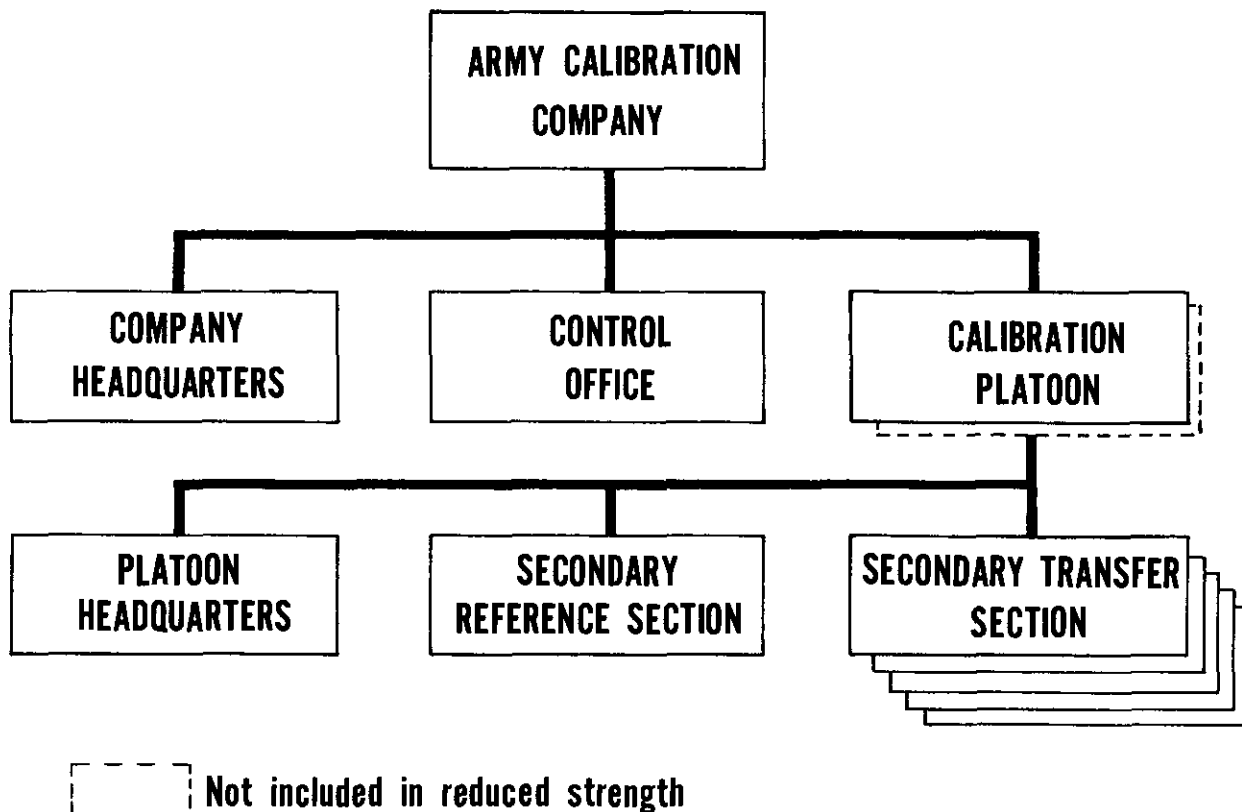 ARMY CALIBRATION
COMPANY
COMPANY
HEADQUARTERS
CONTROL
OFFICE
CALIBRATION
PLATOON
PLATOON
HEADQUARTERS
SECONDARY
REFERENCE SECTION
SECONDARY TRANSFER
SECTION
Not included in reduced strength